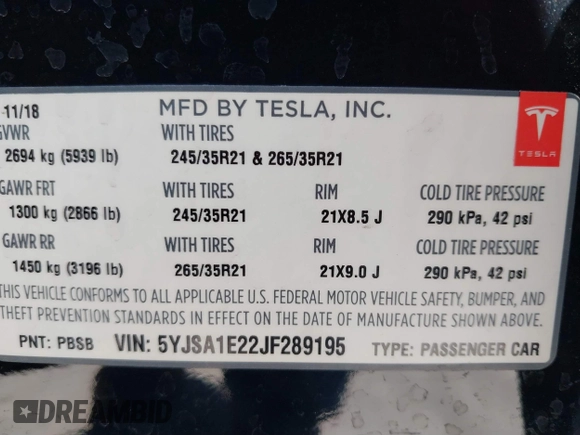 11/18 MFD BY TESLA, INC.
GVWR WITH TIRES
2694 kg (5939 lb) 245/35R21 & 265/35R21
TESLA
GAWR FRT WITH TIRES RIM COLD TIRE PRESSURE
1300 kg (2866 lb) 245/35R21 21X8.5 J 290 kPa, 42 psi
GAWR RR WITH TIRES RIM COLD TIRE PRESSURE
1450 kg (3196 lb) 265/35R21 21X9.0 J 290 kPa, 42 psi
THIS VEHICLE CONFORMS TO ALL APPLICABLE U.S. FEDERAL MOTOR VEHICLE SAFETY, BUMPER, AND
THEFT PREVENTION STANDARDS IN EFFECT ON THE DATE OF MANUFACTURE SHOWN ABOVE.
PNT: PBSB VIN: 5YJSA1E22JF289195 TYPE: PASSENGER CAR
DREAMBID